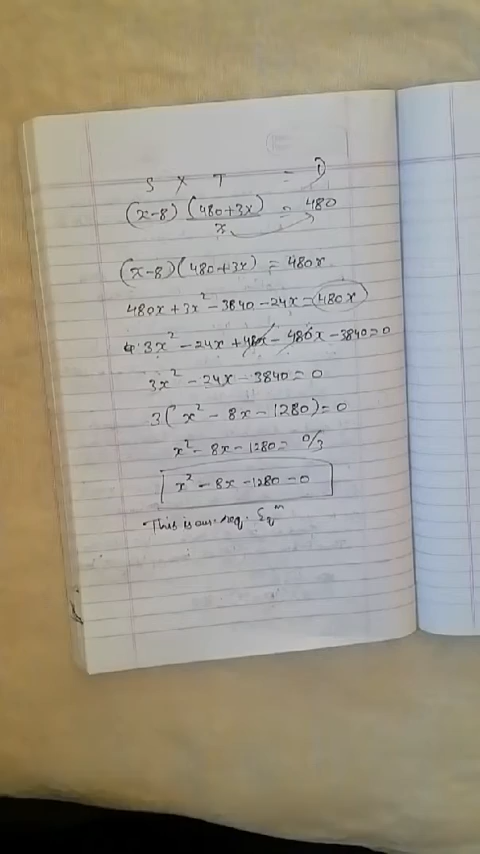 S X T = D
(x-8) (480+3x)/x = 480
(x-8)(480+3x) = 480x
480x + 3x² - 3840 - 24x = 480x
3x² - 24x + 480x - 480x - 3840 = 0
3x² - 24x - 3840 = 0
3(x² - 8x - 1280) = 0
x² - 8x - 1280 = 0/3
x² - 8x - 1280 = 0
This is our req. Eqⁿ